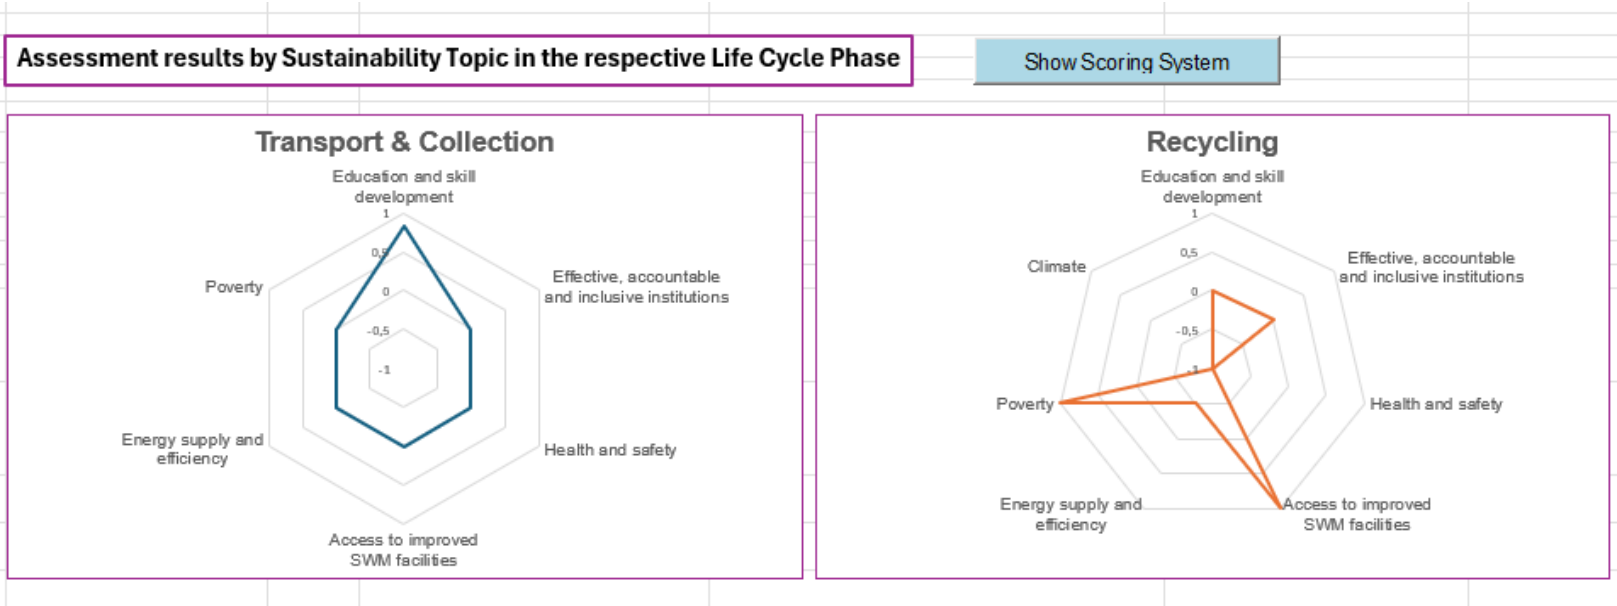 Assessment results by Sustainability Topic in the respective Life Cycle Phase
Show Scoring System
Transport & Collection
Education and skill
development
1
0,5
0
-0,5
-1
Effective, accountable
and inclusive institutions
Health and safety
Access to improved
SWM facilities
Energy supply and
efficiency
Poverty
Recycling
Education and skill
development
1
0,5
0
-0,5
-1
Effective, accountable
and inclusive institutions
Health and safety
Access to improved
SWM facilities
Energy supply and
efficiency
Poverty
Climate